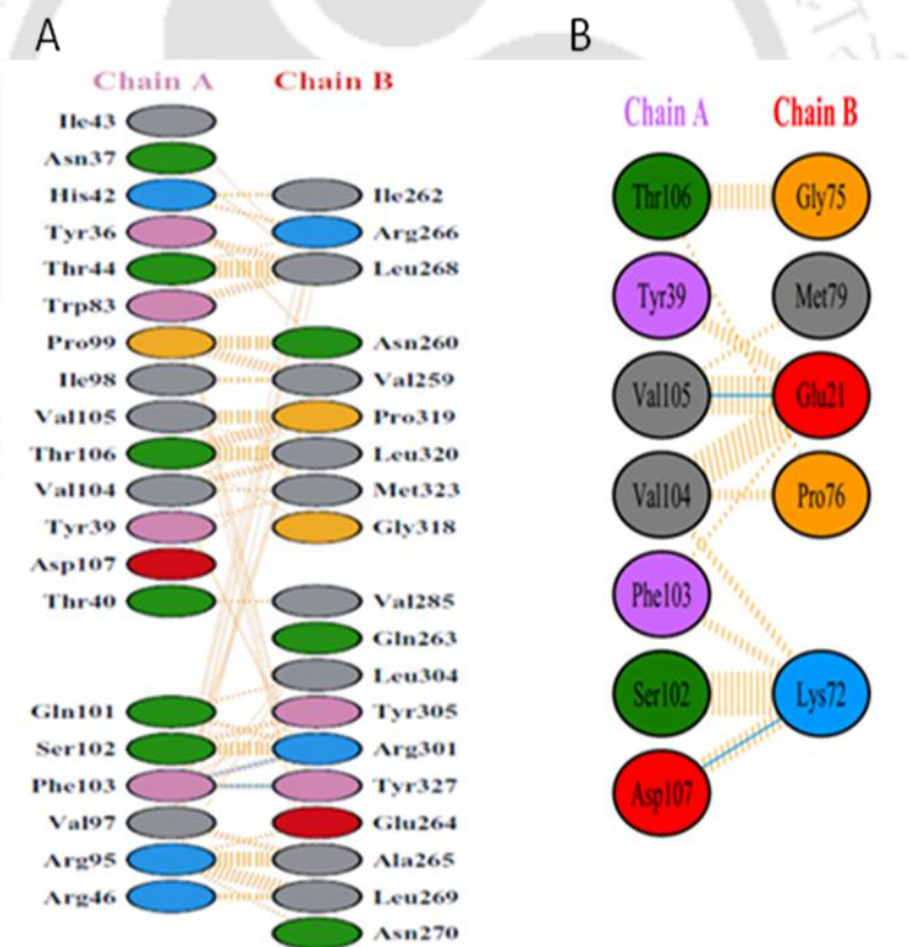 A
B
Chain A Chain B
Ile43
Asn37
His42 Ile262
Tyr36 Arg266
Thr44 Leu268
Trp83
Pro99 Asn260
Ile98 Val259
Val105 Pro319
Thr106 Leu320
Val104 Met323
Tyr39 Gly318
Asp107
Thr40 Val285
Gln263
Leu304
Gln101 Tyr305
Ser102 Arg301
Phe103 Tyr327
Val97 Glu264
Arg95 Ala265
Arg46 Leu269
Asn270
Chain A Chain B
Thr106 Gly75
Tyr39 Met79
Val105 Glu21
Val104 Pro76
Phe103
Ser102 Lys72
Asp107